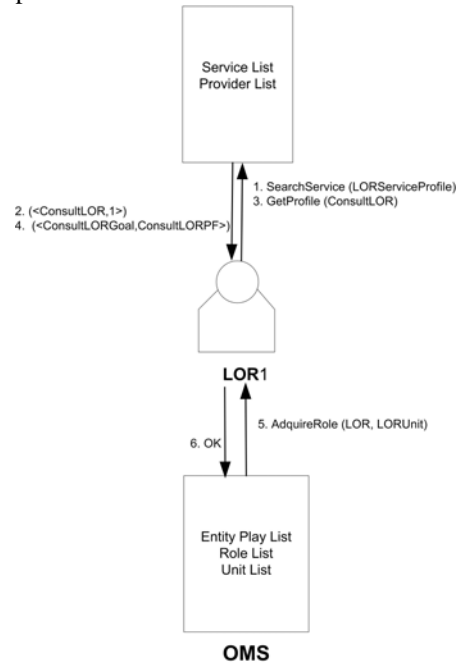 Service List
Provider List
1. SearchService (LORServiceProfile)
2. (<ConsultLOR,1>)
3. GetProfile (ConsultLOR)
4. (<ConsultLORGoal,ConsultLORPF>)
LOR1
5. AdquireRole (LOR, LORUnit)
6. OK
Entity Play List
Role List
Unit List
OMS